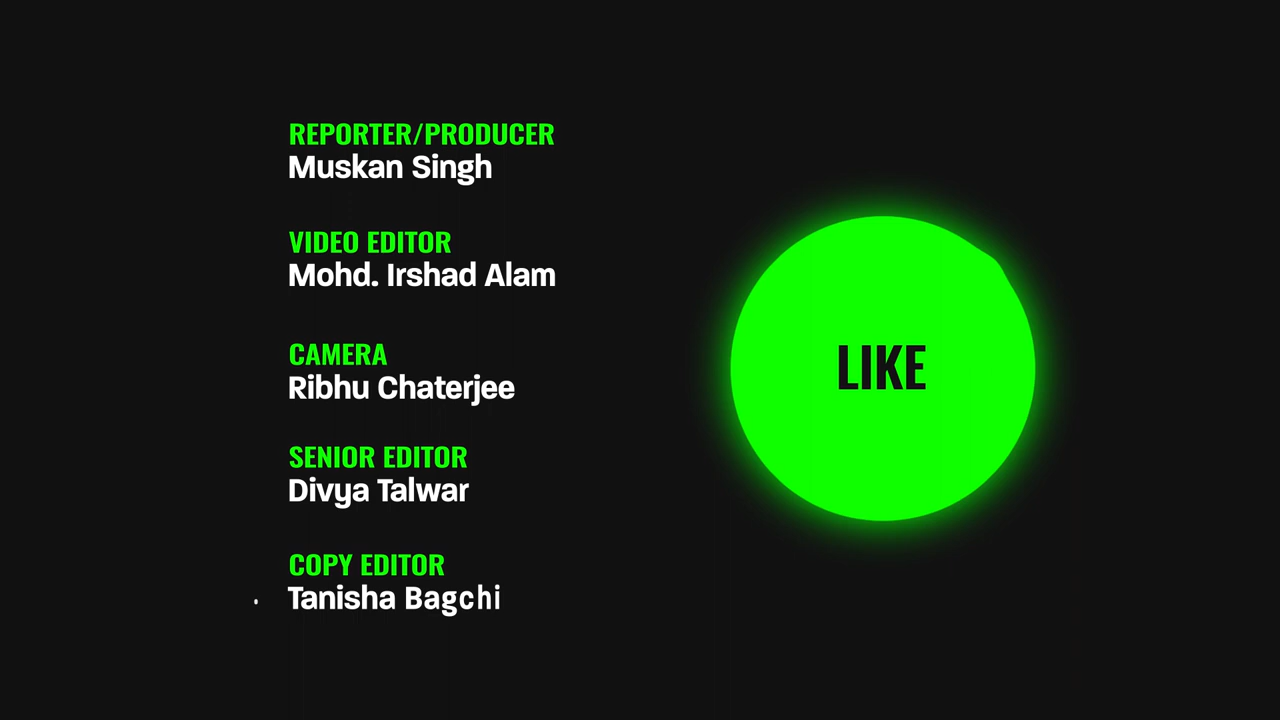 REPORTER/PRODUCER
Muskan Singh
VIDEO EDITOR
Mohd. Irshad Alam
CAMERA
Ribhu Chaterjee
SENIOR EDITOR
Divya Talwar
COPY EDITOR
Tanisha Bagchi
LIKE